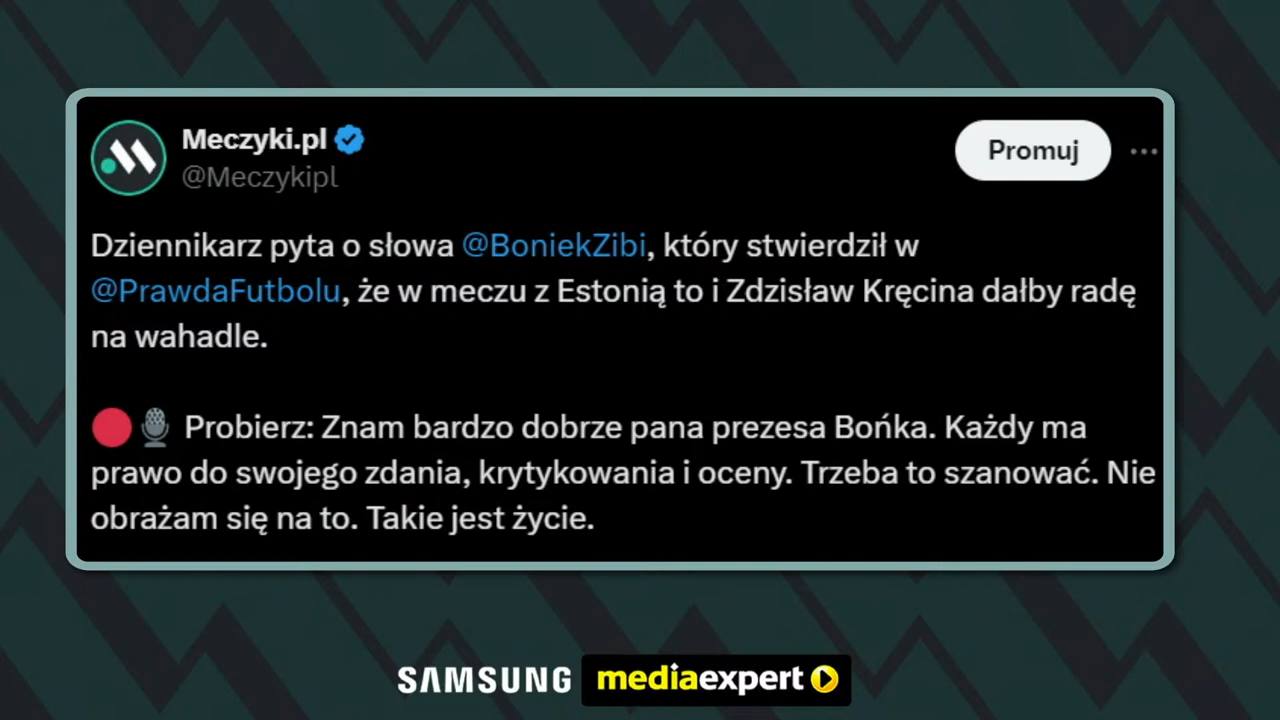 Meczyki.pl
@Meczykipl
Promuj
Dziennikarz pyta o słowa @BoniekZibi, który stwierdził w
@PrawdaFutbolu, że w meczu z Estonią to i Zdzisław Kręcina dałby radę
na wahadle.
Probierz: Znam bardzo dobrze pana prezesa Bońka. Każdy ma
prawo do swojego zdania, krytykowania i oceny. Trzeba to szanować. Nie
obrażam się na to. Takie jest życie.
SAMSUNG mediaexpert